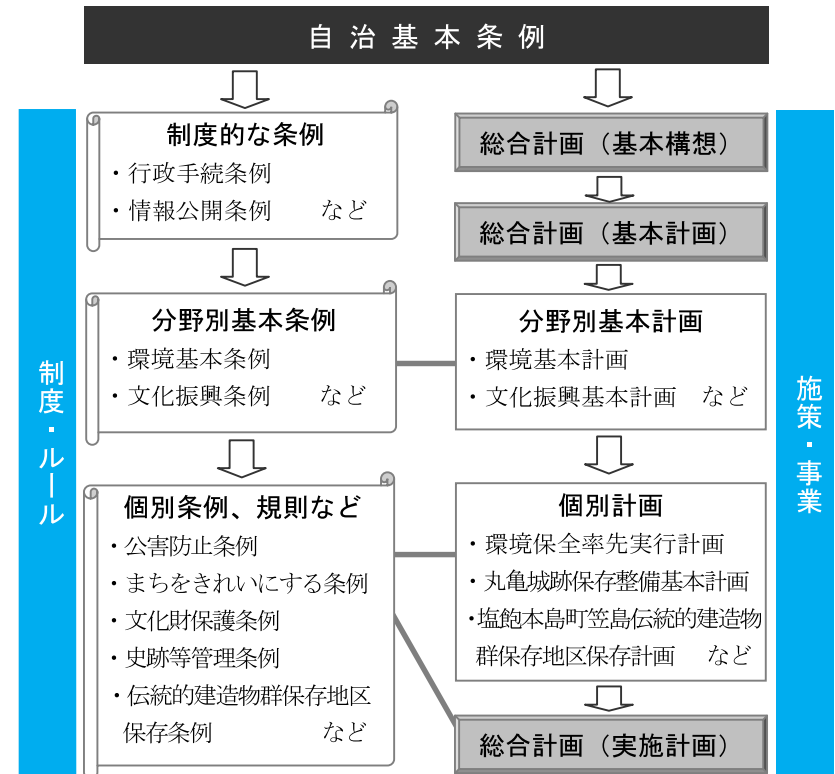 自治基本条例
制度・ルール
制度的な条例
・行政手続条例
・情報公開条例　　など
分野別基本条例
・環境基本条例
・文化振興条例　　など
個別条例、規則など
・公害防止条例
・まちをきれいにする条例
・文化財保護条例
・史跡等管理条例
・伝統的建造物群保存地区
保存条例　　など
総合計画（基本構想）
総合計画（基本計画）
分野別基本計画
・環境基本計画
・文化振興基本計画　など
個別計画
・環境保全率先実行計画
・丸亀城跡保存整備基本計画
・塩飽本島町笠島伝統的建造物
群保存地区保存計画　など
総合計画（実施計画）
施策・事業